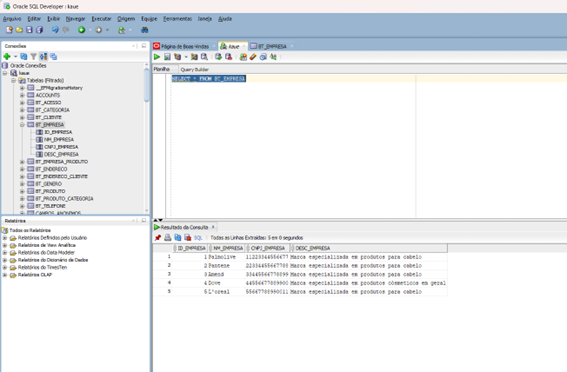 Oracle SQL Developer : kaue
Arquivo Editar Exibir Navegar Executar Origem Equipe Ferramentas Janela Ajuda
Conexões
Oracle Conexões
kaue
Tabelas (Filtrado)
__EFMigrationsHistory
ACCOUNTS
BT_ACESSO
BT_CATEGORIA
BT_CLIENTE
BT_EMPRESA
ID_EMPRESA
NM_EMPRESA
CNPJ_EMPRESA
DESC_EMPRESA
BT_EMPRESA_PRODUTO
BT_ENDERECO
BT_ENDERECO_CLIENTE
BT_GENERO
BT_PRODUTO
BT_PRODUTO_CATEGORIA
BT_TELEFONE
CAMPOS_ANONIMOS
Relatórios
Todos os Relatórios
Relatórios Definidos pelo Usuário
Relatórios da View Analítica
Relatórios do Data Modeler
Relatórios do Dicionário de Dados
Relatórios do TimesTen
Relatórios OLAP
Página de Boas-Vindas kaue BT_EMPRESA
Planilha Query Builder
SELECT * FROM BT_EMPRESA
Resultado da Consulta
SQL | Todas as Linhas Extraídas: 5 em 0 segundos
ID_EMPRESA NM_EMPRESA CNPJ_EMPRESA DESC_EMPRESA
1 1 Palmolive Marca especializada em produtos para cabelo
2 2 Pantene Marca especializada em produtos para cabelo
3 3 Amend Marca especializada em produtos para cabelo
4 4 Dove Marca especializada em produtos cósmeticos em geral
5 5 L'oreal Marca especializada em produtos para cabelo